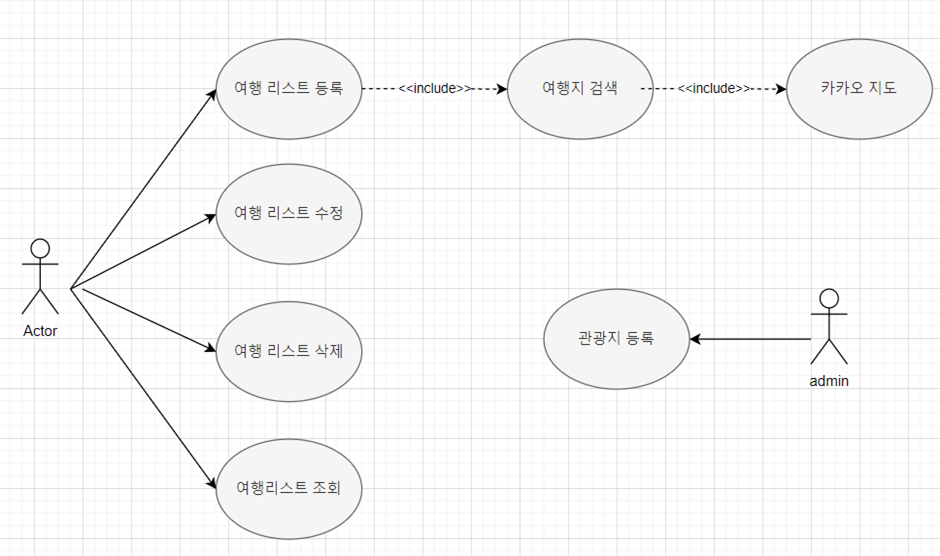 여행 리스트 등록
<<include>>
여행지 검색
<<include>>
카카오 지도
여행 리스트 수정
Actor
여행 리스트 삭제
관광지 등록
admin
여행리스트 조회